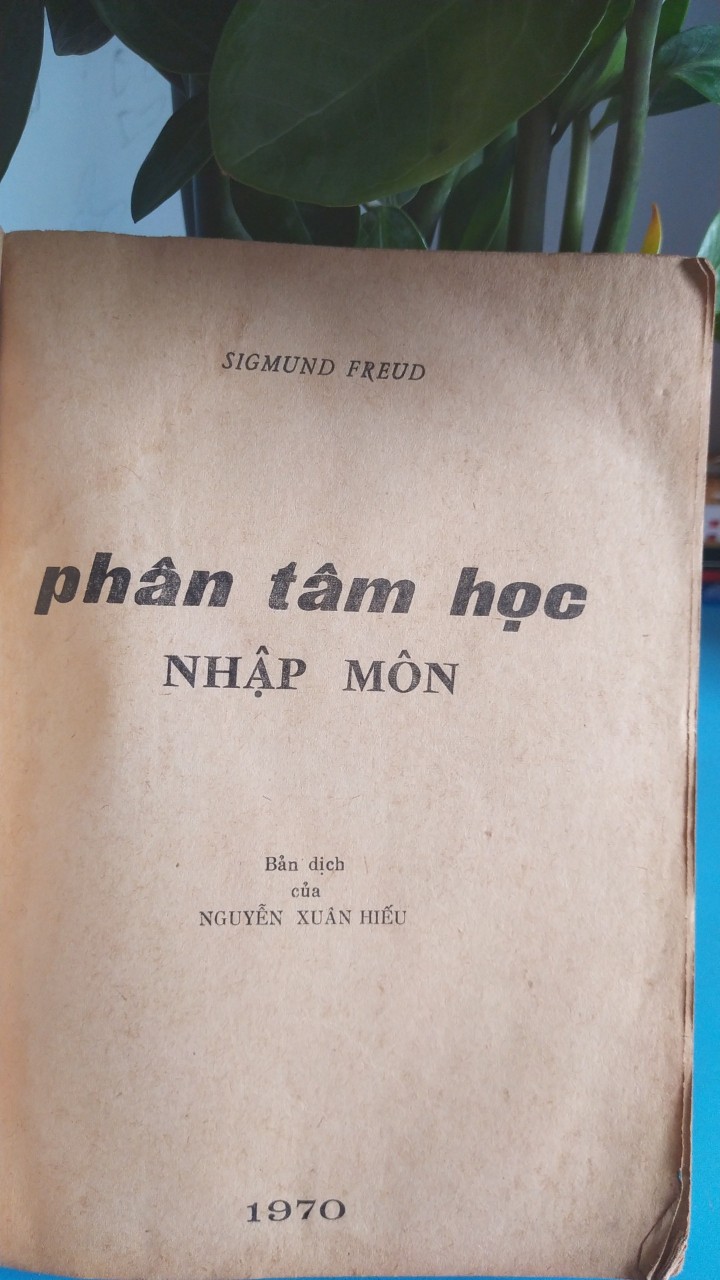 SIGMUND FREUD
phân tâm học
NHẬP MÔN
Bản dịch
của
NGUYỄN XUÂN HIẾU
1970